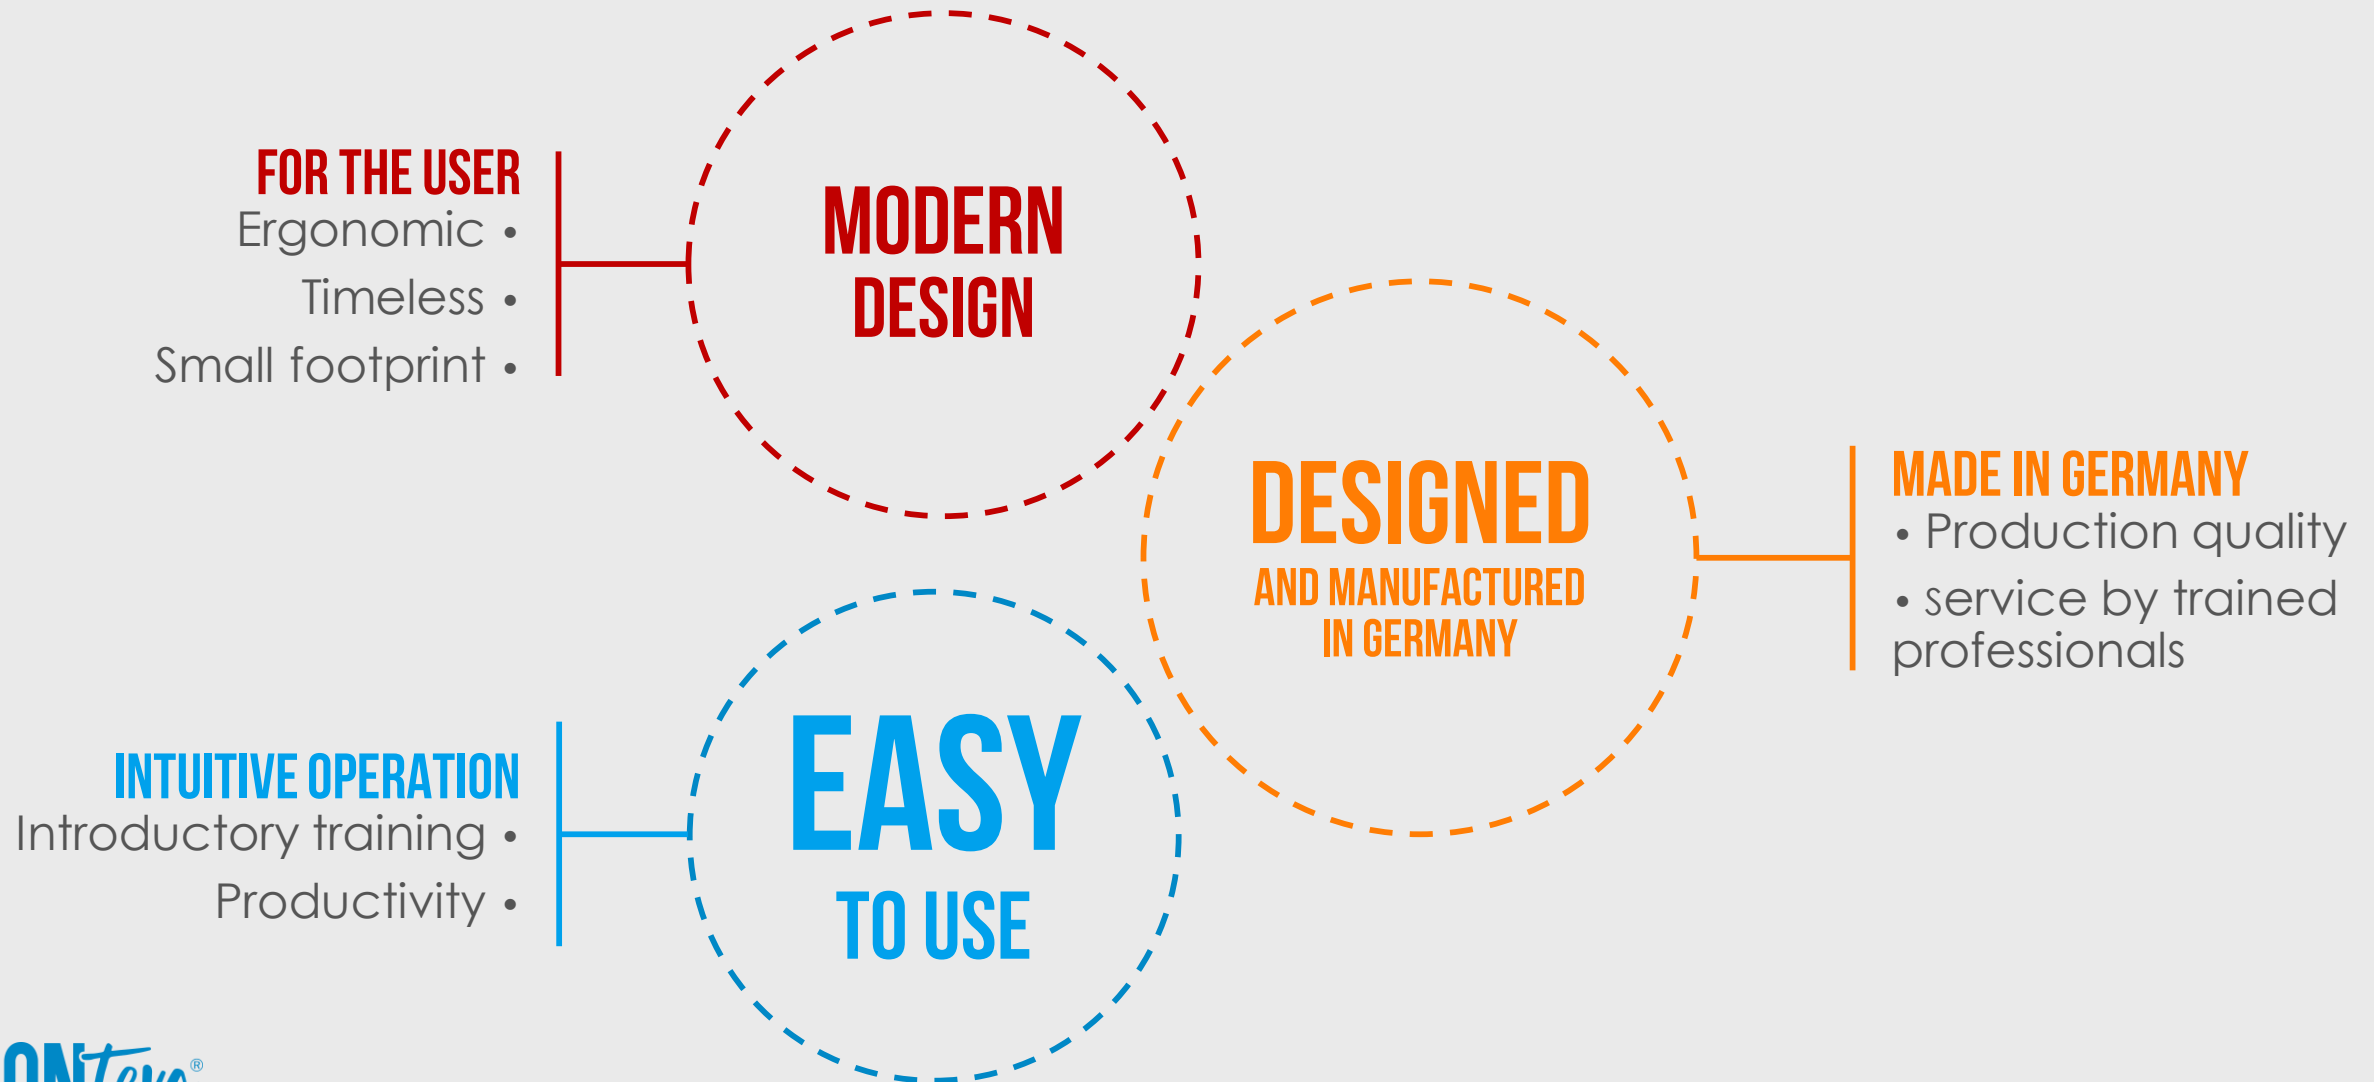 FOR THE USER
Ergonomic •
Timeless •
Small footprint •
MODERN
DESIGN
DESIGNED
AND MANUFACTURED
IN GERMANY
MADE IN GERMANY
• Production quality
• service by trained
professionals
INTUITIVE OPERATION
Introductory training •
Productivity •
EASY
TO USE